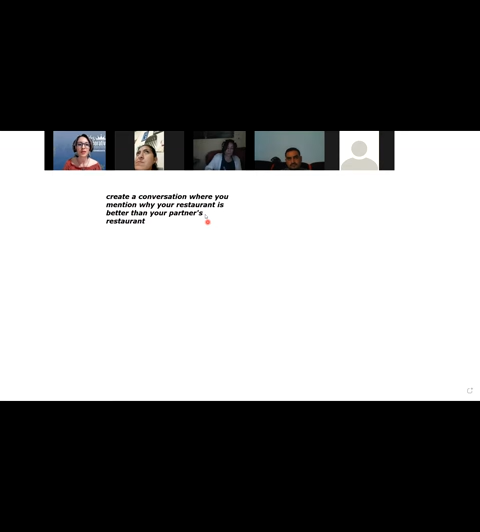 create a conversation where you
mention why your restaurant is
better than your partner's
restaurant